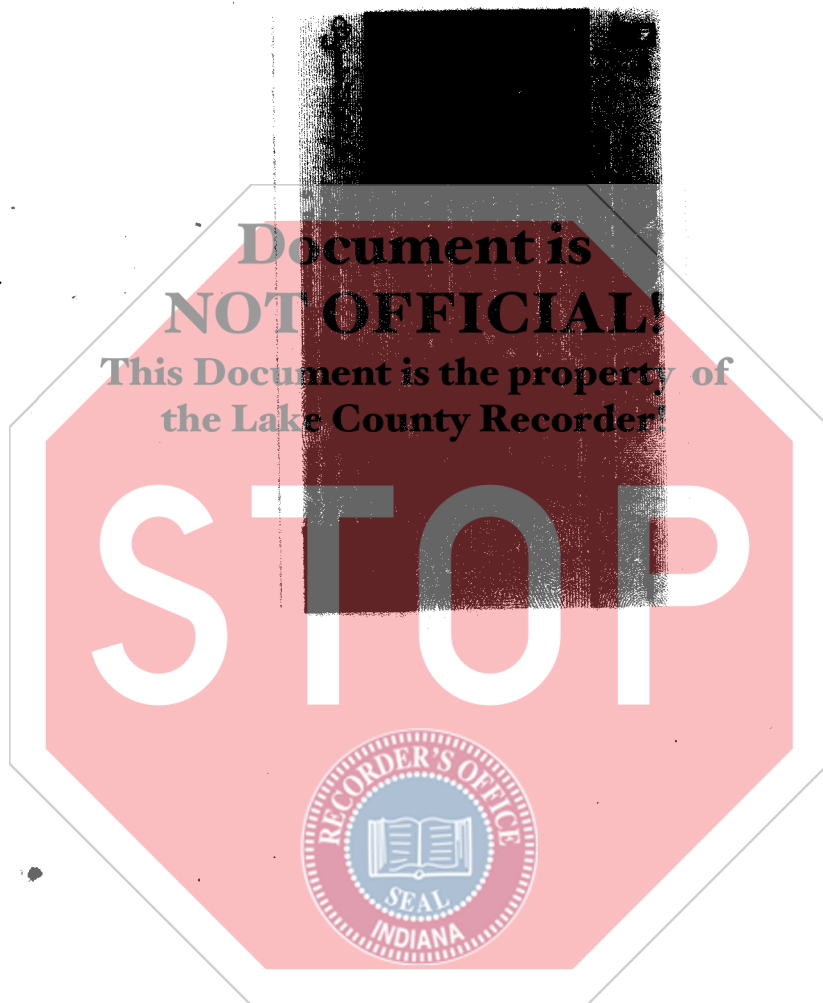 Document is
NOT OFFICIAL!
This Document is the property of
the Lake County Recorder!
STOP
RECORDER'S OFFICE
SEAL
INDIANA